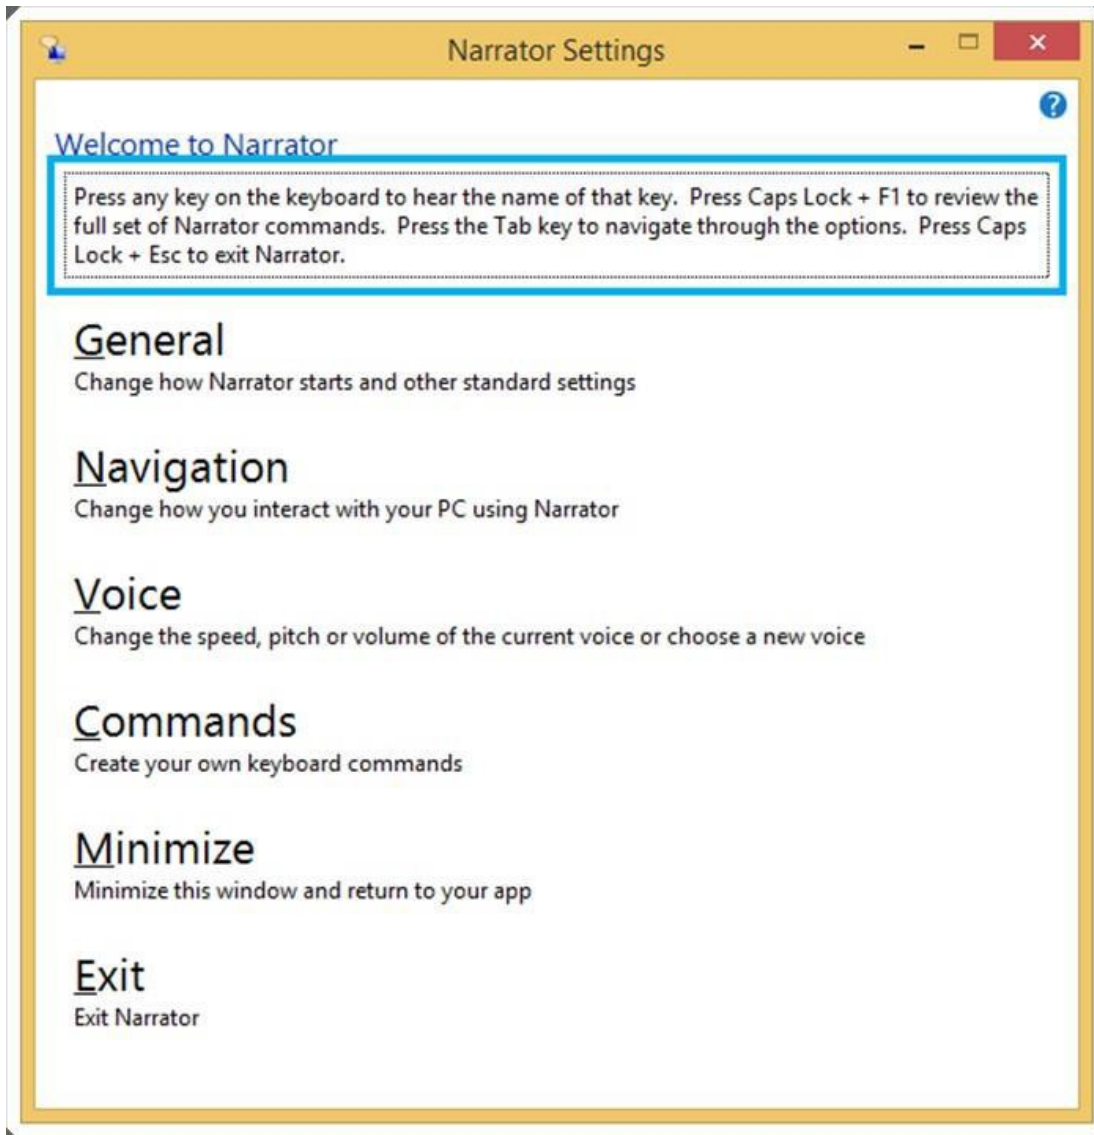 Narrator Settings
Welcome to Narrator
Press any key on the keyboard to hear the name of that key.  Press Caps Lock + F1 to review the
full set of Narrator commands.  Press the Tab key to navigate through the options.  Press Caps
Lock + Esc to exit Narrator.
General
Change how Narrator starts and other standard settings
Navigation
Change how you interact with your PC using Narrator
Voice
Change the speed, pitch or volume of the current voice or choose a new voice
Commands
Create your own keyboard commands
Minimize
Minimize this window and return to your app
Exit
Exit Narrator